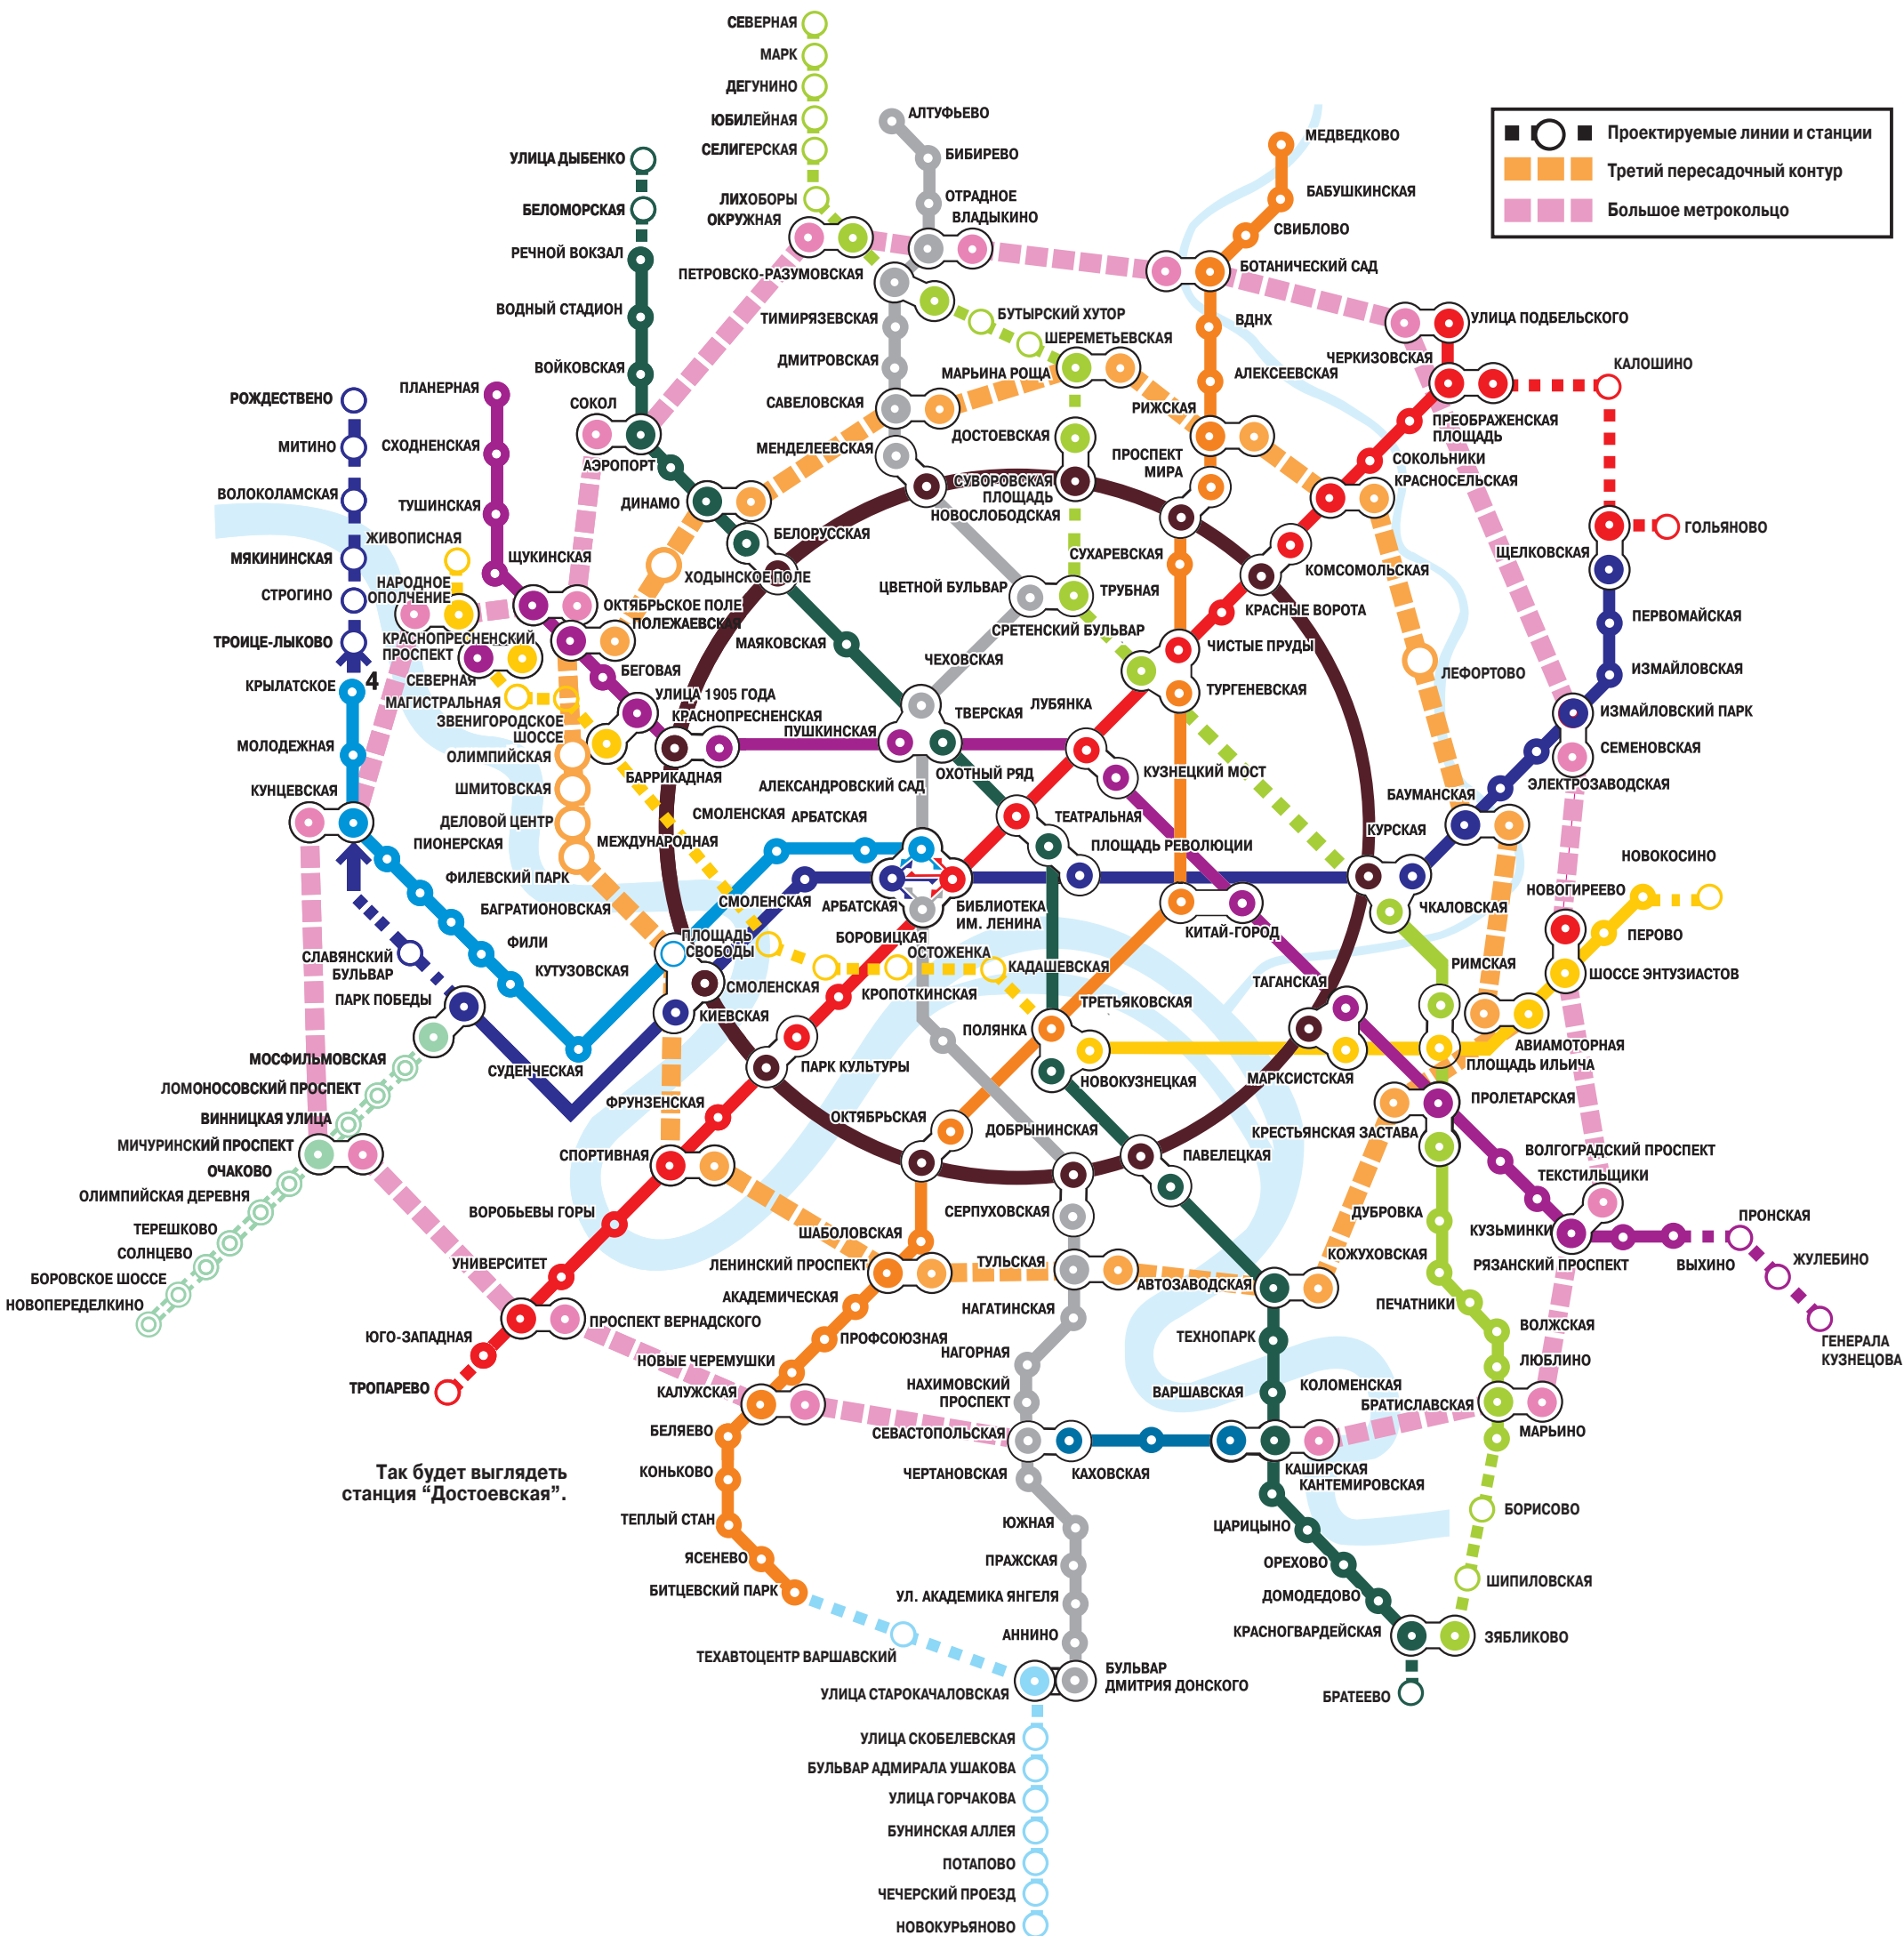 СЕВЕРНАЯ
МАРК
ДЕГУНИНО
ЮБИЛЕЙНАЯ
СЕЛИГЕРСКАЯ
ЛИХОБОРЫ
ОКРУЖНАЯ
АЛТУФЬЕВО
БИБИРЕВО
ОТРАДНОЕ
ВЛАДЫКИНО
МЕДВЕДКОВО
БАБУШКИНСКАЯ
СВИБЛОВО
БОТАНИЧЕСКИЙ САД
Проектируемые линии и станции
Третий пересадочный контур
Большое метрокольцо
УЛИЦА ДЫБЕНКО
БЕЛОМОРСКАЯ
РЕЧНОЙ ВОКЗАЛ
ВОДНЫЙ СТАДИОН
ВОЙКОВСКАЯ
СОКОЛ
АЭРОПОРТ
ДИНАМО
БЕЛОРУССКАЯ
ХОДЫНСКОЕ ПОЛЕ
МАЯКОВСКАЯ
ПЕТРОВСКО-РАЗУМОВСКАЯ
ТИМИРЯЗЕВСКАЯ
ДМИТРОВСКАЯ
САВЕЛОВСКАЯ
МЕНДЕЛЕЕВСКАЯ
БУТЫРСКИЙ ХУТОР
ШЕРЕМЕТЬЕВСКАЯ
МАРЬИНА РОЩА
ДОСТОЕВСКАЯ
СУВОРОВСКАЯ
ПЛОЩАДЬ
НОВОСЛОБОДСКАЯ
ЦВЕТНОЙ БУЛЬВАР
ТРУБНАЯ
СРЕТЕНСКИЙ БУЛЬВАР
ЧЕХОВСКАЯ
ВДНХ
АЛЕКСЕЕВСКАЯ
РИЖСКАЯ
ПРОСПЕКТ
МИРА
СУХАРЕВСКАЯ
УЛИЦА ПОДБЕЛЬСКОГО
ЧЕРКИЗОВСКАЯ
КАЛОШИНО
ПРЕОБРАЖЕНСКАЯ
ПЛОЩАДЬ
СОКОЛЬНИКИ
КРАСНОСЕЛЬСКАЯ
КОМСОМОЛЬСКАЯ
КРАСНЫЕ ВОРОТА
ЧИСТЫЕ ПРУДЫ
ТУРГЕНЕВСКАЯ
ЛУБЯНКА
ГОЛЬЯНОВО
ЩЕЛКОВСКАЯ
ПЕРВОМАЙСКАЯ
ИЗМАЙЛОВСКАЯ
ИЗМАЙЛОВСКИЙ ПАРК
СЕМЕНОВСКАЯ
ЭЛЕКТРОЗАВОДСКАЯ
БАУМАНСКАЯ
ЛЕФОРТОВО
КУРСКАЯ
ЧКАЛОВСКАЯ
РОЖДЕСТВЕНО
МИТИНО
ВОЛОКОЛАМСКАЯ
МЯКИНИНСКАЯ
СТРОГИНО
ТРОИЦЕ-ЛЫКОВО
4
КРЫЛАТСКОЕ
МОЛОДЕЖНАЯ
КУНЦЕВСКАЯ
ПЛАНЕРНАЯ
СХОДНЕНСКАЯ
ТУШИНСКАЯ
ЖИВОПИСНАЯ
ЩУКИНСКАЯ
НАРОДНОЕ
ОПОЛЧЕНИЕ
ОКТЯБРЬСКОЕ ПОЛЕ
ПОЛЕЖАЕВСКАЯ
КРАСНОПРЕСНЕНСКИЙ
ПРОСПЕКТ
БЕГОВАЯ
СЕВЕРНАЯ
МАГИСТРАЛЬНАЯ
УЛИЦА 1905 ГОДА
ЗВЕНИГОРОДСКОЕ
ШОССЕ
КРАСНОПРЕСНЕНСКАЯ
БАРРИКАДНАЯ
ПУШКИНСКАЯ
ТВЕРСКАЯ
ОЛИМПИЙСКАЯ
ШМИТОВСКАЯ
ДЕЛОВОЙ ЦЕНТР
МЕЖДУНАРОДНАЯ
ПИОНЕРСКАЯ
ФИЛЕВСКИЙ ПАРК
БАГРАТИОНОВСКАЯ
ФИЛИ
КУТУЗОВСКАЯ
СЛАВЯНСКИЙ
БУЛЬВАР
ПАРК ПОБЕДЫ
СУДЕНЧЕСКАЯ
АЛЕКСАНДРОВСКИЙ САД
ОХОТНЫЙ РЯД
КУЗНЕЦКИЙ МОСТ
СМОЛЕНСКАЯ
АРБАТСКАЯ
ТЕАТРАЛЬНАЯ
ПЛОЩАДЬ РЕВОЛЮЦИИ
СМОЛЕНСКАЯ
АРБАТСКАЯ
БИБЛИОТЕКА
ИМ. ЛЕНИНА
БОРОВИЦКАЯ
КИТАЙ-ГОРОД
ПЛОЩАДЬ
СВОБОДЫ
СМОЛЕНСКАЯ
КИЕВСКАЯ
ОСТОЖЕНКА
КАДАШЕВСКАЯ
КРОПОТКИНСКАЯ
ПОЛЯНКА
ТРЕТЬЯКОВСКАЯ
НОВОКУЗНЕЦКАЯ
ПАРК КУЛЬТУРЫ
ФРУНЗЕНСКАЯ
СПОРТИВНАЯ
ОКТЯБРЬСКАЯ
ДОБРЫНИНСКАЯ
ПАВЕЛЕЦКАЯ
СЕРПУХОВСКАЯ
ТАГАНСКАЯ
МАРКСИСТСКАЯ
РИМСКАЯ
НОВОКОСИНО
НОВОГИРЕЕВО
ПЕРОВО
ШОССЕ ЭНТУЗИАСТОВ
АВИАМОТОРНАЯ
ПЛОЩАДЬ ИЛЬИЧА
ПРОЛЕТАРСКАЯ
КРЕСТЬЯНСКАЯ ЗАСТАВА
ВОЛГОГРАДСКИЙ ПРОСПЕКТ
ТЕКСТИЛЬЩИКИ
КУЗЬМИНКИ
РЯЗАНСКИЙ ПРОСПЕКТ
ВЫХИНО
ПРОНСКАЯ
ЖУЛЕБИНО
ГЕНЕРАЛА
КУЗНЕЦОВА
ДУБРОВКА
КОЖУХОВСКАЯ
ПЕЧАТНИКИ
ВОЛЖСКАЯ
ЛЮБЛИНО
БРАТИСЛАВСКАЯ
МАРЬИНО
БОРИСОВО
ШИПИЛОВСКАЯ
ЗЯБЛИКОВО
МОСФИЛЬМОВСКАЯ
ЛОМОНОСОВСКИЙ ПРОСПЕКТ
ВИННИЦКАЯ УЛИЦА
МИЧУРИНСКИЙ ПРОСПЕКТ
ОЧАКОВО
ОЛИМПИЙСКАЯ ДЕРЕВНЯ
ТЕРЕШКОВО
СОЛНЦЕВО
БОРОВСКОЕ ШОССЕ
НОВОПЕРЕДЕЛКИНО
ВОРОБЬЕВЫ ГОРЫ
УНИВЕРСИТЕТ
ПРОСПЕКТ ВЕРНАДСКОГО
ЮГО-ЗАПАДНАЯ
ТРОПАРЕВО
ШАБОЛОВСКАЯ
ЛЕНИНСКИЙ ПРОСПЕКТ
АКАДЕМИЧЕСКАЯ
ПРОФСОЮЗНАЯ
НОВЫЕ ЧЕРЕМУШКИ
КАЛУЖСКАЯ
БЕЛЯЕВО
КОНЬКОВО
ТЕПЛЫЙ СТАН
ЯСЕНЕВО
БИТЦЕВСКИЙ ПАРК
ТУЛЬСКАЯ
НАГАТИНСКАЯ
НАГОРНАЯ
НАХИМОВСКИЙ
ПРОСПЕКТ
СЕВАСТОПОЛЬСКАЯ
ЧЕРТАНОВСКАЯ
КАХОВСКАЯ
ЮЖНАЯ
ПРАЖСКАЯ
УЛ. АКАДЕМИКА ЯНГЕЛЯ
АННИНО
БУЛЬВАР
ДМИТРИЯ ДОНСКОГО
АВТОЗАВОДСКАЯ
ТЕХНОПАРК
ВАРШАВСКАЯ
КОЛОМЕНСКАЯ
КАШИРСКАЯ
КАНТЕМИРОВСКАЯ
ЦАРИЦЫНО
ОРЕХОВО
ДОМОДЕДОВО
КРАСНОГВАРДЕЙСКАЯ
БРАТЕЕВО
Так будет выглядеть
станция “Достоевская”.
ТЕХАВТОЦЕНТР ВАРШАВСКИЙ
УЛИЦА СТАРОКАЧАЛОВСКАЯ
УЛИЦА СКОБЕЛЕВСКАЯ
БУЛЬВАР АДМИРАЛА УШАКОВА
УЛИЦА ГОРЧАКОВА
БУНИНСКАЯ АЛЛЕЯ
ПОТАПОВО
ЧЕЧЕРСКИЙ ПРОЕЗД
НОВОКУРЬЯНОВО